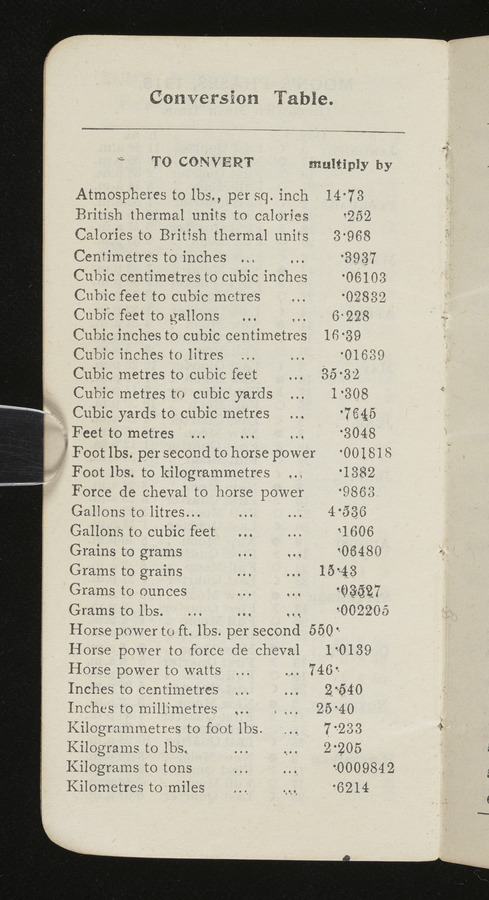 Conversion Table.
TO CONVERT multiply by
Atmospheres to lbs., per sq. inch 14·73
British thermal units to calories ·252
Calories to British thermal units 3·968
Centimetres to inches ... ... ·3937
Cubic centimetres to cubic inches ·06103
Cubic feet to cubic metres ... ·02832
Cubic feet to gallons ... ... 6·228
Cubic inches to cubic centimetres 16·39
Cubic inches to litres ... ... ·01639
Cubic metres to cubic feet ... 35·32
Cubic metres to cubic yards ... 1·308
Cubic yards to cubic metres ... ·7645
Feet to metres ... ... ... ·3048
Foot lbs. per second to horse power ·001818
Foot lbs. to kilogrammetres ... ·1382
Force de cheval to horse power ·9863
Gallons to litres... ... ... 4·536
Gallons to cubic feet ... ... ·1606
Grains to grams ... ... ·06480
Grams to grains ... ... 15·43
Grams to ounces ... ... ·03527
Grams to lbs. ... ... ... ·002205
Horse power to ft. lbs. per second 550·
Horse power to force de cheval 1·0139
Horse power to watts ... ... 746·
Inches to centimetres ... ... 2·540
Inches to millimetres ... ... 25·40
Kilogrammetres to foot lbs. ... 7·233
Kilograms to lbs. ... ... 2·205
Kilograms to tons ... ... ·0009842
Kilometres to miles ... ... ·6214